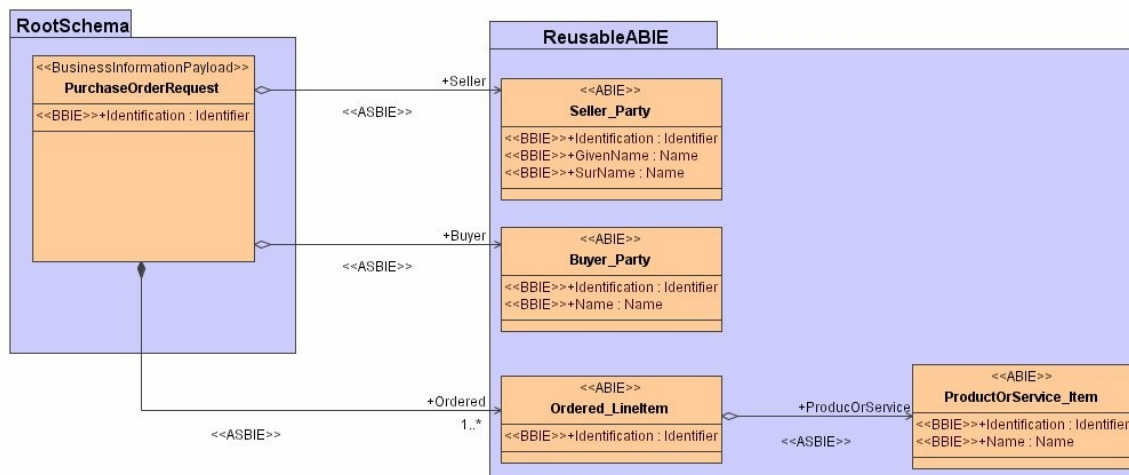 RootSchema
ReusableABIE
<<BusinessInformationPayload>>
PurchaseOrderRequest
<<BBIE>>+Identification : Identifier
+Seller
<<ASBIE>>
<<ABIE>>
Seller_Party
<<BBIE>>+Identification : Identifier
<<BBIE>>+GivenName : Name
<<BBIE>>+SurName : Name
+Buyer
<<ASBIE>>
<<ABIE>>
Buyer_Party
<<BBIE>>+Identification : Identifier
<<BBIE>>+Name : Name
+Ordered
1..*
<<ASBIE>>
<<ABIE>>
Ordered_LineItem
<<BBIE>>+Identification : Identifier
+ProducOrService
<<ASBIE>>
<<ABIE>>
ProductOrService_Item
<<BBIE>>+Identification : Identifier
<<BBIE>>+Name : Name